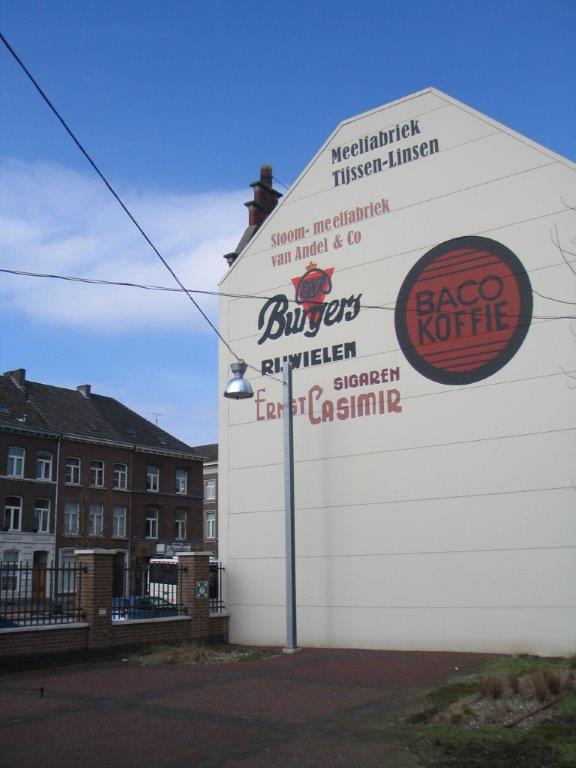 Meelfabriek
Tijssen-Linsen
Stoom- meelfabriek
van Andel & Co
Burgers
RIJWIELEN
SIGAREN
ERNST CASIMIR
BACO
KOFFIE